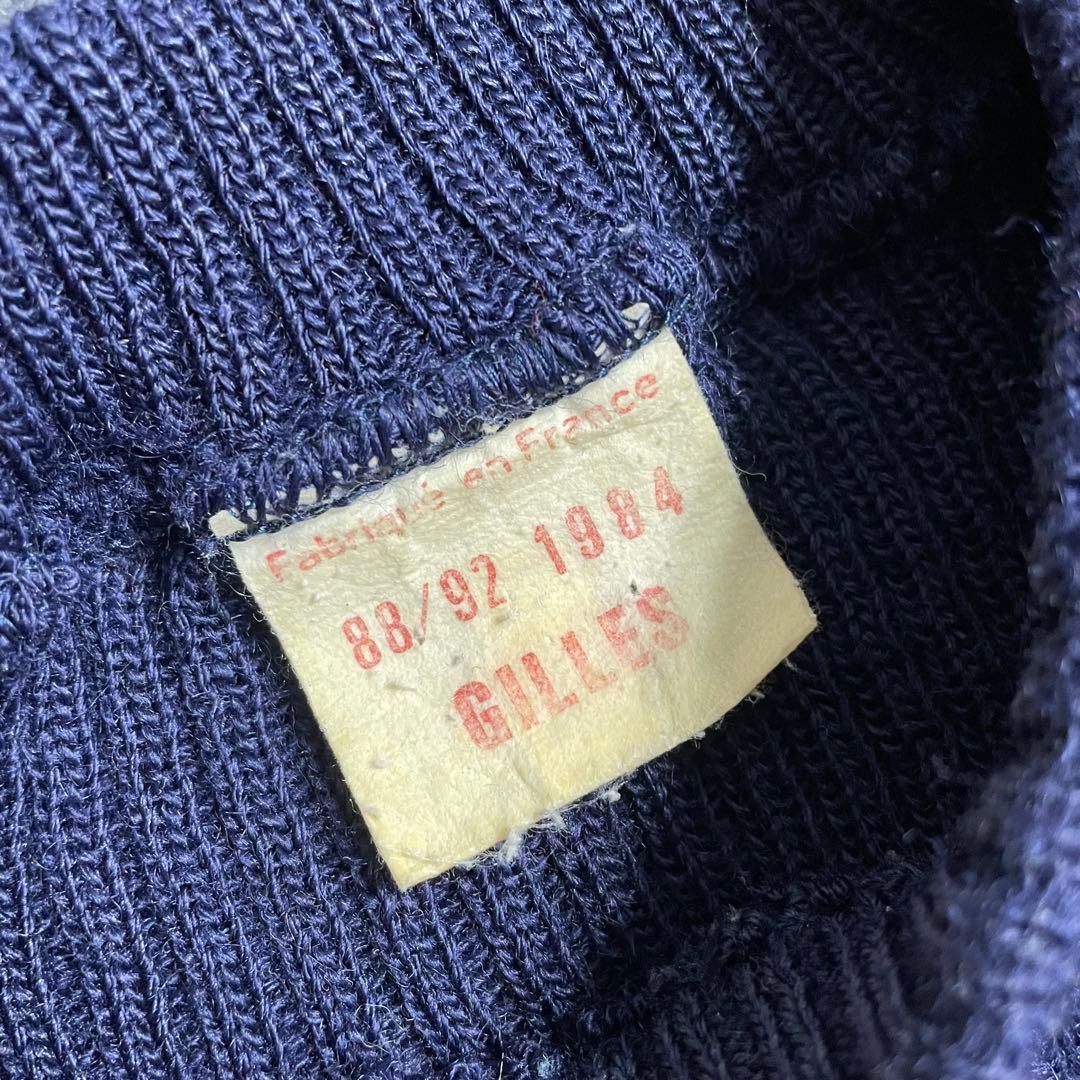 Fabriqué en France
88/92 1984
GILLES